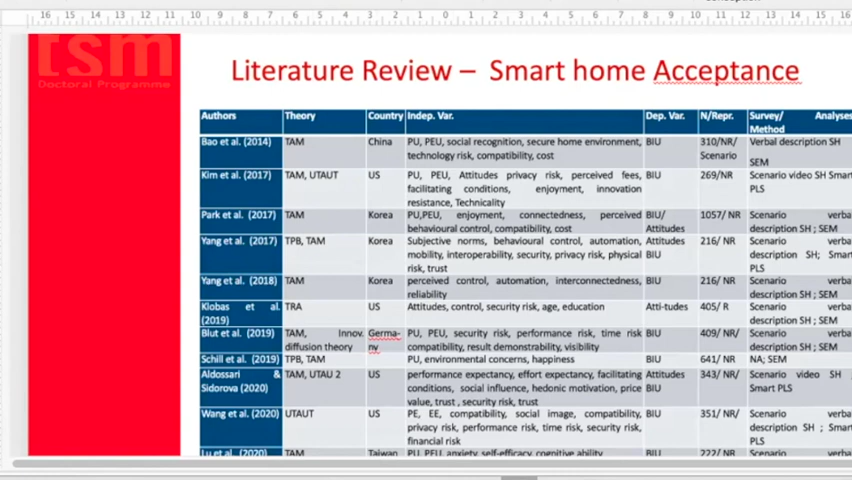 16 15 14 13 12 11 10 9 8 7 6 5 4 3 2 1 0 1 2 3 4 5 6 7 8 9 10 11 12 13 14 15 16
tsm
Doctoral Programme
Literature Review – Smart home Acceptance
Authors Theory Country Indep. Var. Dep. Var. N/Repr. Survey/ Analyses
Method
Bao et al. (2014) TAM China PU, PEU, social recognition, secure home environment, BIU 310/NR/ Verbal description SH
technology risk, compatibility, cost Scenario SEM
Kim et al. (2017) TAM, UTAUT US PU, PEU, Attitudes privacy risk, perceived fees, BIU 269/NR Scenario video SH Smar
facilitating conditions, enjoyment, innovation PLS
resistance, Technicality
Park et al. (2017) TAM Korea PU,PEU, enjoyment, connectedness, perceived BIU/ 1057/ NR Scenario verba
behavioural control, compatibility, cost Attitudes description SH ; SEM
Yang et al. (2017) TPB, TAM Korea Subjective norms, behavioural control, automation, Attitudes 216/ NR Scenario verba
mobility, interoperability, security, privacy risk, physical BIU description SH; Smar
risk, trust PLS
Yang et al. (2018) TAM Korea perceived control, automation, interconnectedness, BIU 216/ NR Scenario verba
reliability description SH ; SEM
Klobas et al. TRA US Attitudes, control, security risk, age, education Atti-tudes 405/ R Scenario verba
(2019) description SH ; SEM
Blut et al. (2019) TAM, Innov. Germa- PU, PEU, security risk, performance risk, time risk BIU 409/ NR/ Scenario verba
diffusion theory ny compatibility, result demonstrability, visibility description SH ; SEM
Schill et al. (2019) TPB, TAM PU, environmental concerns, happiness BIU 641/ NR NA; SEM
Aldossari & TAM, UTAU 2 US performance expectancy, effort expectancy, facilitating Attitudes 343/ NR/ Scenario video SH ;
Sidorova (2020) conditions, social influence, hedonic motivation, price BIU Smart PLS
value, trust , security risk, trust
Wang et al. (2020) UTAUT US PE, EE, compatibility, social image, compatibility, BIU 351/ NR/ Scenario verba
privacy risk, performance risk, time risk, security risk, description SH ; Smar
financial risk PLS
Lu et al. (2020) TAM Taiwan PU, PEU, anxiety, self-efficacy, cognitive ability BIU 222/ NR Scenario verba